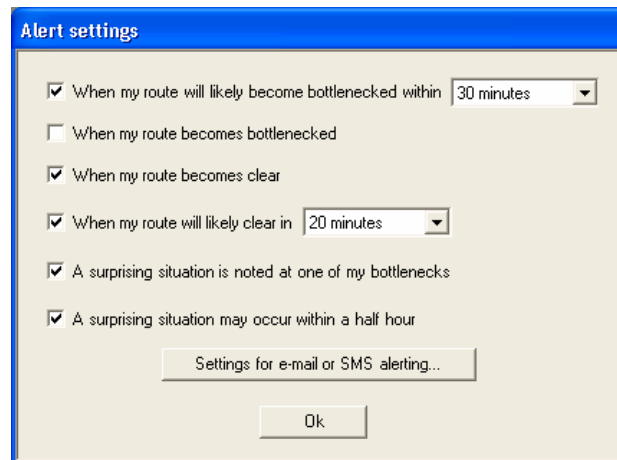 Alert settings
When my route will likely become bottlenecked within 30 minutes
When my route becomes bottlenecked
When my route becomes clear
When my route will likely clear in 20 minutes
A surprising situation is noted at one of my bottlenecks
A surprising situation may occur within a half hour
Settings for e-mail or SMS alerting...
Ok